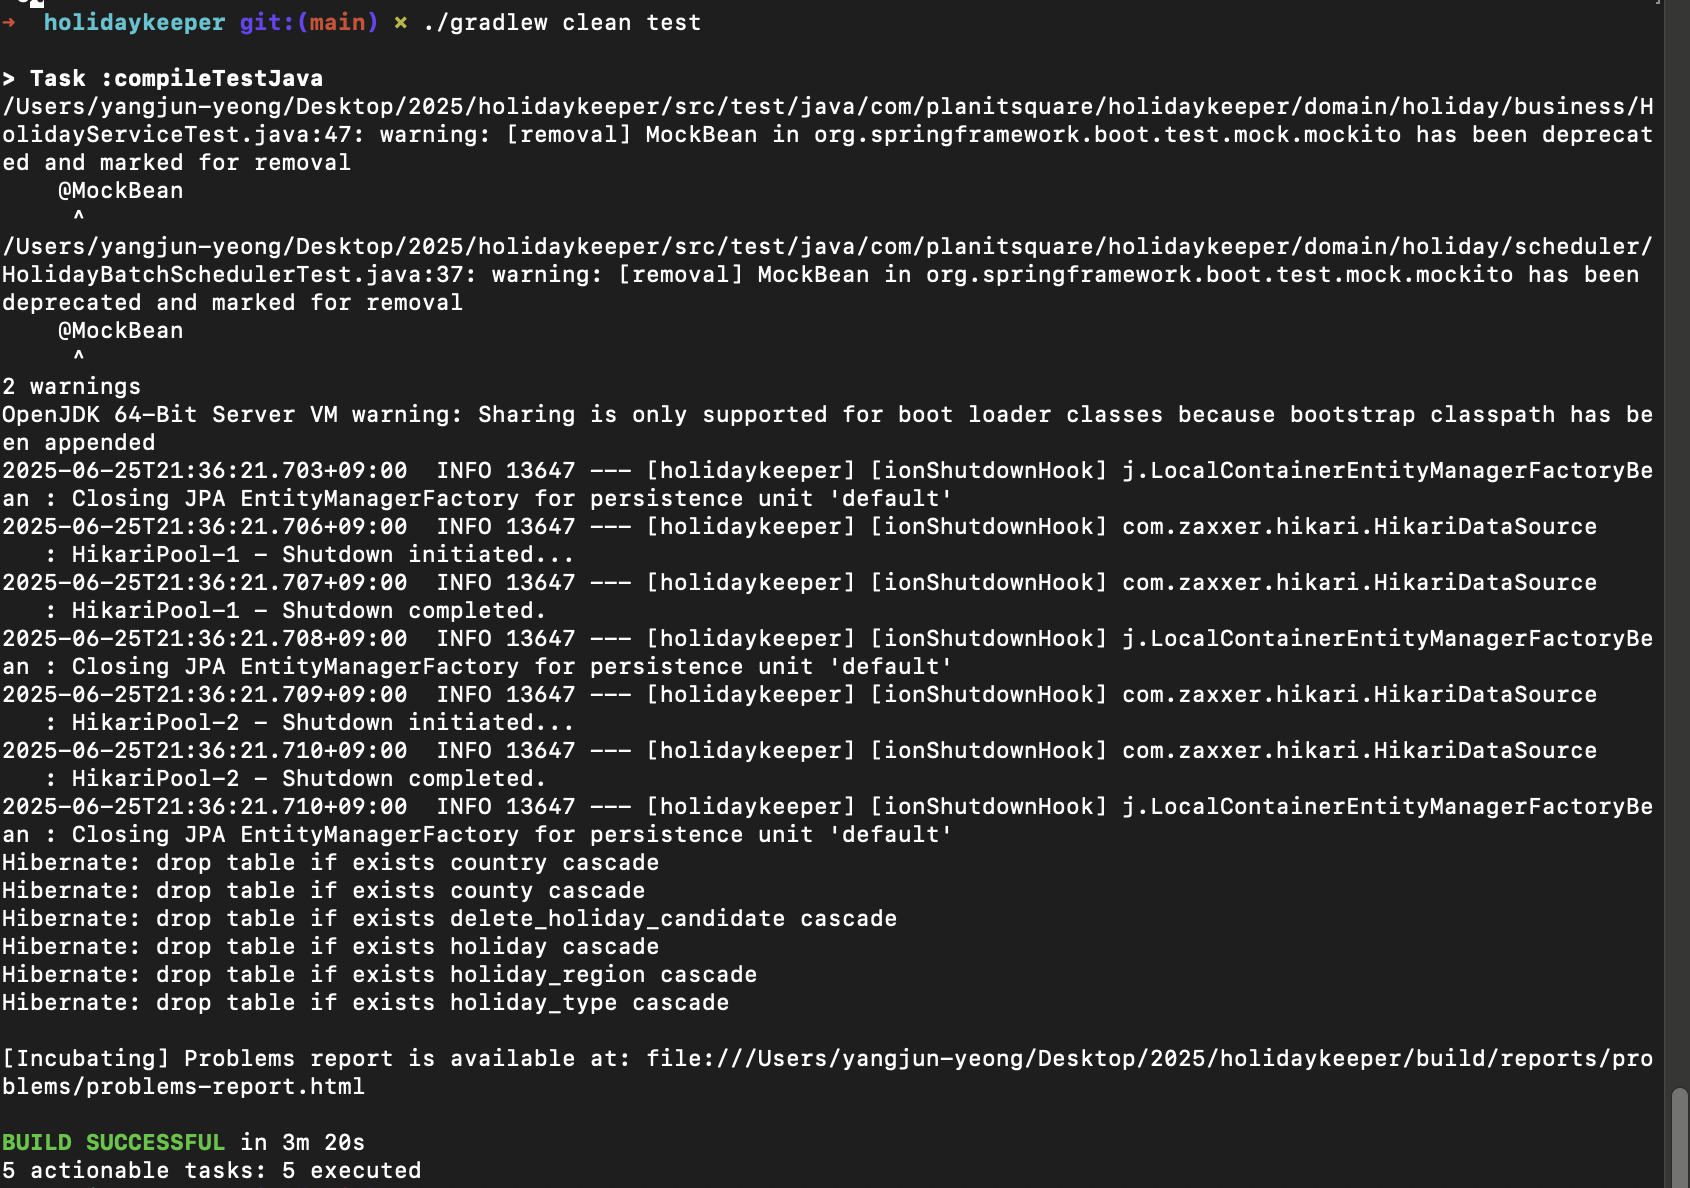 →  holidaykeeper git:(main) × ./gradlew clean test
> Task :compileTestJava
/Users/yangjun-yeong/Desktop/2025/holidaykeeper/src/test/java/com/planitsquare/holidaykeeper/domain/holiday/business/H
olidayServiceTest.java:47: warning: [removal] MockBean in org.springframework.boot.test.mock.mockito has been deprecat
ed and marked for removal
    @MockBean
     ^
/Users/yangjun-yeong/Desktop/2025/holidaykeeper/src/test/java/com/planitsquare/holidaykeeper/domain/holiday/scheduler/
HolidayBatchSchedulerTest.java:37: warning: [removal] MockBean in org.springframework.boot.test.mock.mockito has been
deprecated and marked for removal
    @MockBean
     ^
2 warnings
OpenJDK 64-Bit Server VM warning: Sharing is only supported for boot loader classes because bootstrap classpath has be
en appended
2025-06-25T21:36:21.703+09:00  INFO 13647 --- [holidaykeeper] [ionShutdownHook] j.LocalContainerEntityManagerFactoryBe
an : Closing JPA EntityManagerFactory for persistence unit 'default'
2025-06-25T21:36:21.706+09:00  INFO 13647 --- [holidaykeeper] [ionShutdownHook] com.zaxxer.hikari.HikariDataSource
   : HikariPool-1 - Shutdown initiated...
2025-06-25T21:36:21.707+09:00  INFO 13647 --- [holidaykeeper] [ionShutdownHook] com.zaxxer.hikari.HikariDataSource
   : HikariPool-1 - Shutdown completed.
2025-06-25T21:36:21.708+09:00  INFO 13647 --- [holidaykeeper] [ionShutdownHook] j.LocalContainerEntityManagerFactoryBe
an : Closing JPA EntityManagerFactory for persistence unit 'default'
2025-06-25T21:36:21.709+09:00  INFO 13647 --- [holidaykeeper] [ionShutdownHook] com.zaxxer.hikari.HikariDataSource
   : HikariPool-2 - Shutdown initiated...
2025-06-25T21:36:21.710+09:00  INFO 13647 --- [holidaykeeper] [ionShutdownHook] com.zaxxer.hikari.HikariDataSource
   : HikariPool-2 - Shutdown completed.
2025-06-25T21:36:21.710+09:00  INFO 13647 --- [holidaykeeper] [ionShutdownHook] j.LocalContainerEntityManagerFactoryBe
an : Closing JPA EntityManagerFactory for persistence unit 'default'
Hibernate: drop table if exists country cascade
Hibernate: drop table if exists county cascade
Hibernate: drop table if exists delete_holiday_candidate cascade
Hibernate: drop table if exists holiday cascade
Hibernate: drop table if exists holiday_region cascade
Hibernate: drop table if exists holiday_type cascade
[Incubating] Problems report is available at: file:///Users/yangjun-yeong/Desktop/2025/holidaykeeper/build/reports/pro
blems/problems-report.html
BUILD SUCCESSFUL in 3m 20s
5 actionable tasks: 5 executed